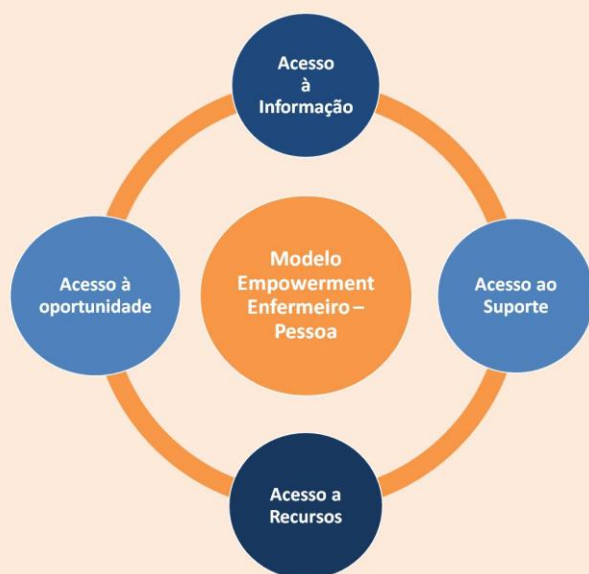 Acesso
à
Informação
Acesso à
oportunidade
Modelo
Empowerment
Enfermeiro –
Pessoa
Acesso ao
Suporte
Acesso a
Recursos